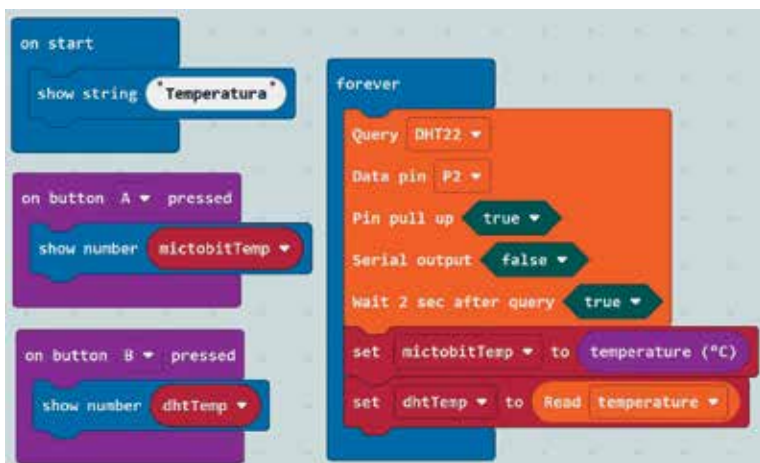 on start
show string "Temperatura"
on button A pressed
show number mictobitTemp
on button B pressed
show number dhtTemp
forever
Query DHT22
Data pin P2
Pin pull up true
Serial output false
Wait 2 sec after query true
set mictobitTemp to temperature (°C)
set dhtTemp to Read temperature